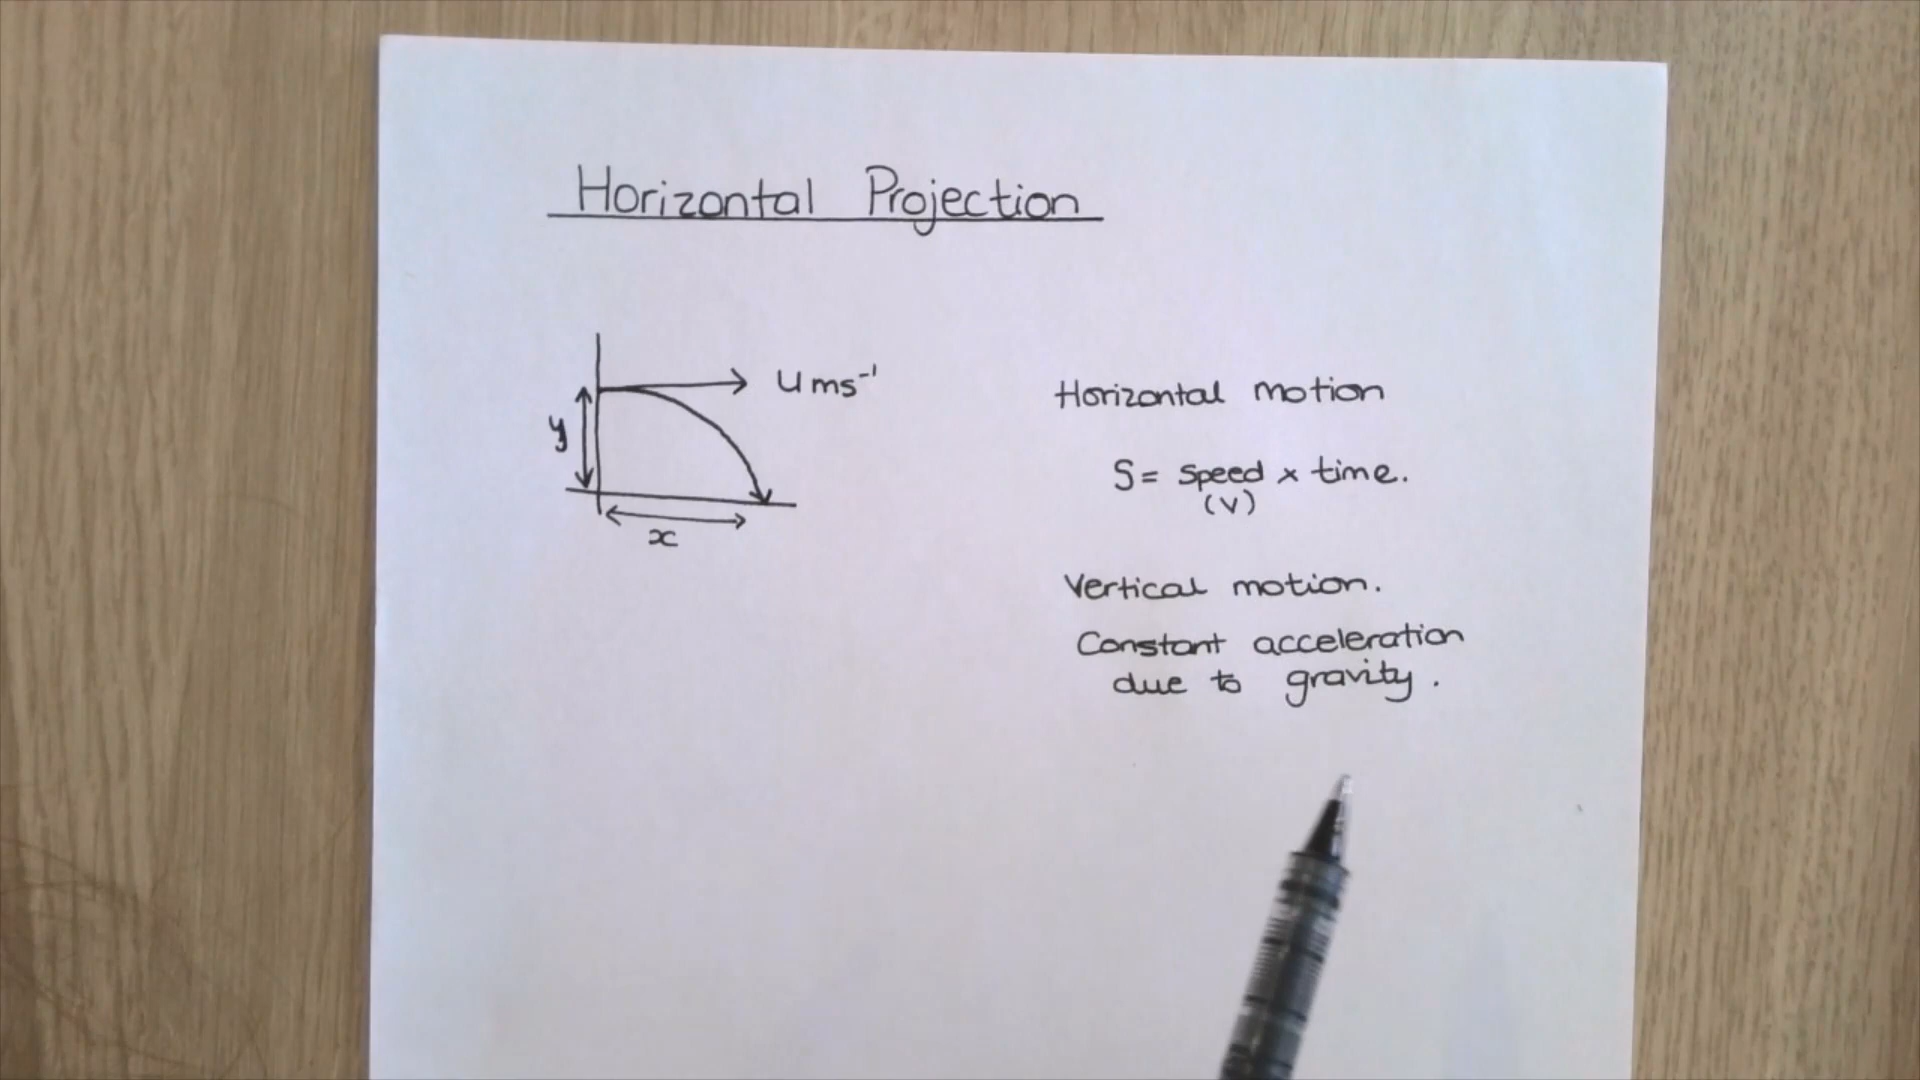 Horizontal Projection
U ms⁻¹
y
x
Horizontal motion
S = Speed × time.
(v)
Vertical motion.
Constant acceleration
due to gravity.